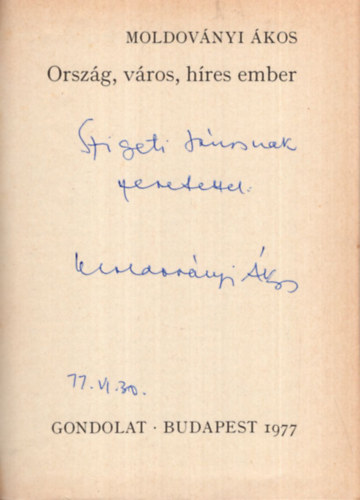 MOLDOVÁNYI ÁKOS
Ország, város, híres ember
Szigeti Jánosnak
szeretettel:
Moldoványi Ákos
77. VI. 30.
GONDOLAT · BUDAPEST 1977